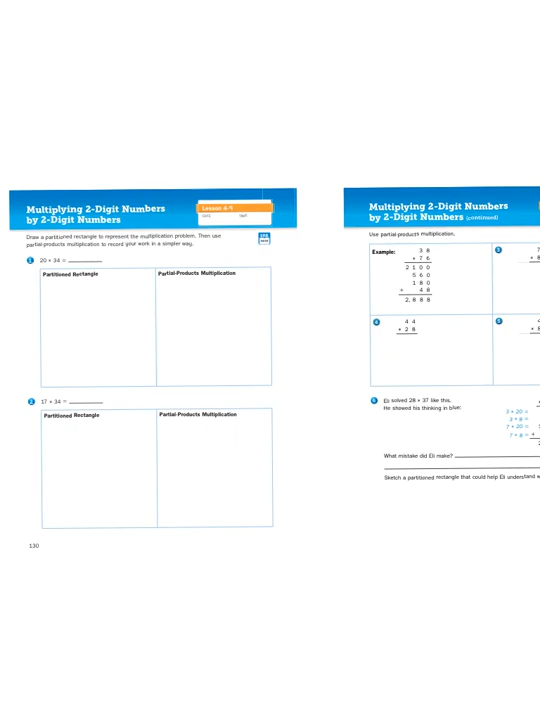 Multiplying 2-Digit Numbers
by 2-Digit Numbers
Lesson 4-9
DATE TIME
Draw a partitioned rectangle to represent the multiplication problem. Then use
partial-products multiplication to record your work in a simpler way.
SRB
1 20 * 34 =
Partitioned Rectangle Partial-Products Multiplication
2 17 * 34 =
Partitioned Rectangle Partial-Products Multiplication
130
Multiplying 2-Digit Numbers
by 2-Digit Numbers (continued)
Use partial-products multiplication.
Example: 3 8
* 7 6
2 1 0 0
5 6 0
1 8 0
+ 4 8
2, 8 8 8
3 7
* 8
4 4 4
* 2 8
5
6 Eli solved 28 * 37 like this.
He showed his thinking in blue:
3 * 20 =
3 * 8 =
7 * 20 =
7 * 8 = +
What mistake did Eli make?
Sketch a partitioned rectangle that could help Eli understand